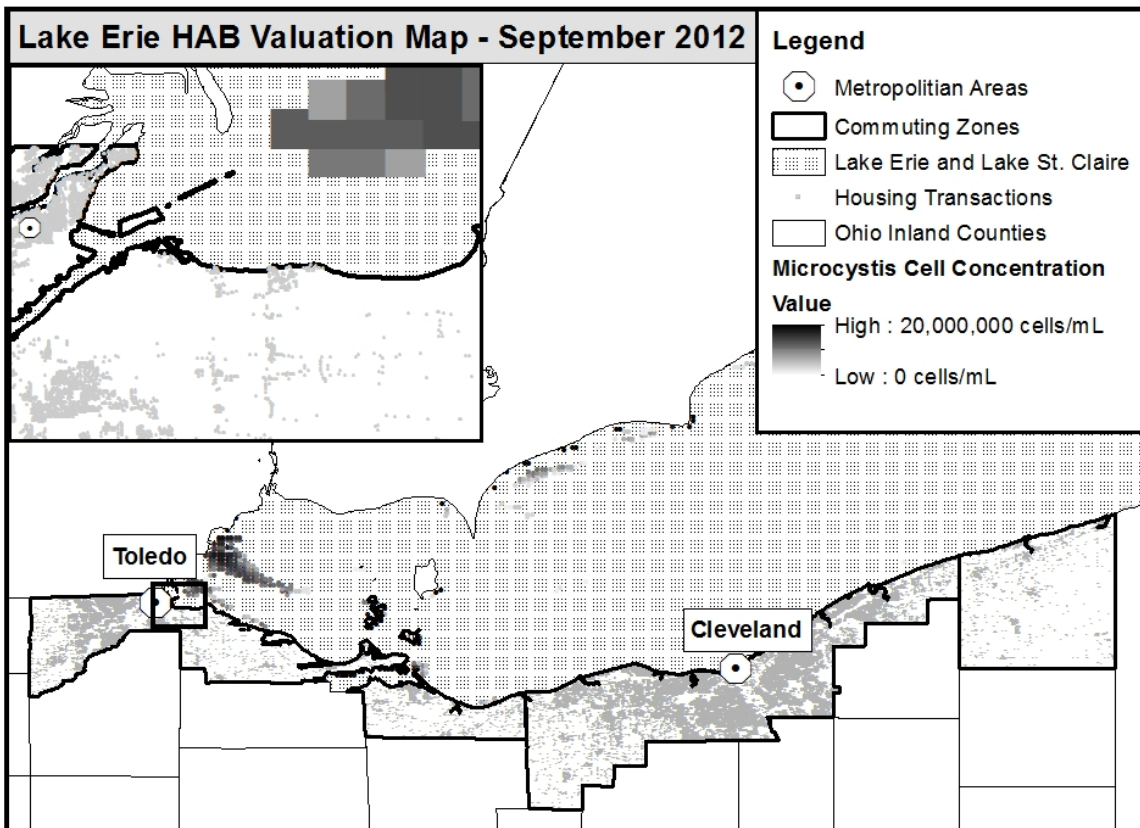 Lake Erie HAB Valuation Map - September 2012
Legend
Metropolitian Areas
Commuting Zones
Lake Erie and Lake St. Claire
Housing Transactions
Ohio Inland Counties
Microcystis Cell Concentration
Value
High : 20,000,000 cells/mL
Low : 0 cells/mL
Toledo
Cleveland